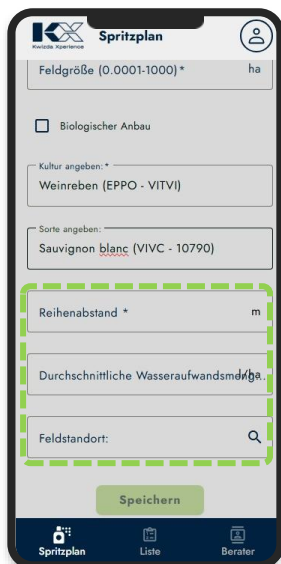 KX
Kwizda Xperience
Spritzplan
Feldgröße (0.0001-1000)* ha
Biologischer Anbau
Kultur angeben:*
Weinreben (EPPO - VITVI)
Sorte angeben:
Sauvignon blanc (VIVC - 10790)
Reihenabstand * m
Durchschnittliche Wasseraufwandsmeng... l/ha
Feldstandort:
Speichern
Spritzplan Liste Berater